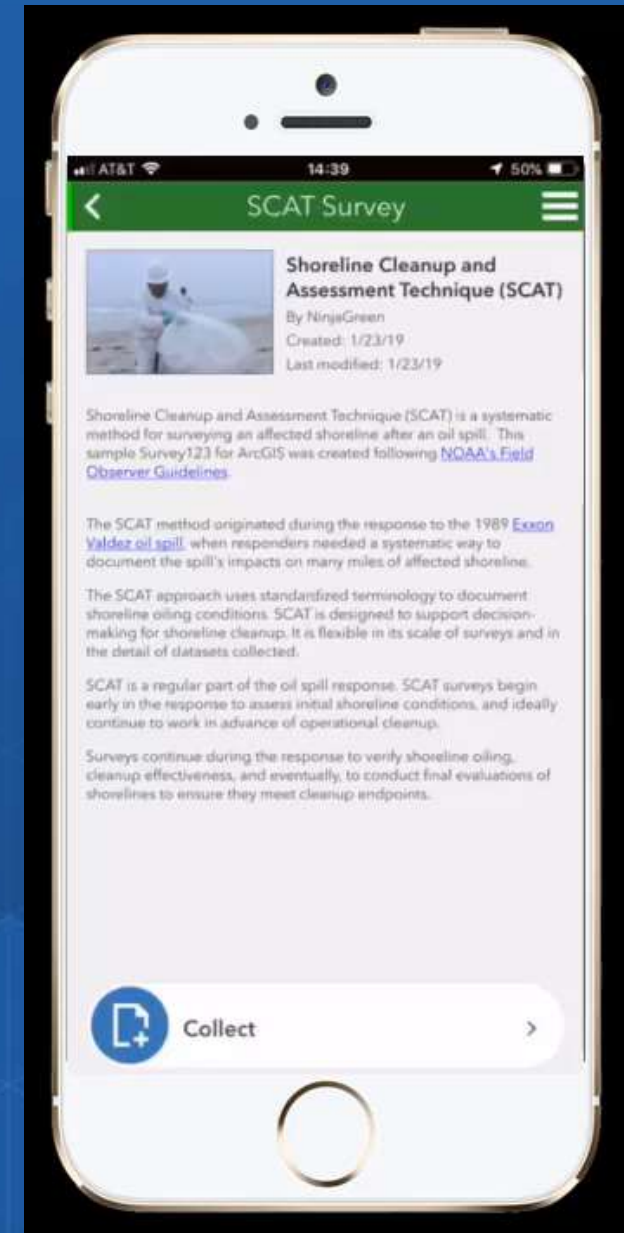 AT&T 14:39 50%
SCAT Survey
Shoreline Cleanup and
Assessment Technique (SCAT)
By NinjaGreen
Created: 1/23/19
Last modified: 1/23/19
Shoreline Cleanup and Assessment Technique (SCAT) is a systematic
method for surveying an affected shoreline after an oil spill. This
sample Survey123 for ArcGIS was created following NOAA's Field
Observer Guidelines.
The SCAT method originated during the response to the 1989 Exxon
Valdez oil spill, when responders needed a systematic way to
document the spill's impacts on many miles of affected shoreline.
The SCAT approach uses standardized terminology to document
shoreline oiling conditions. SCAT is designed to support decision-
making for shoreline cleanup. It is flexible in its scale of surveys and in
the detail of datasets collected.
SCAT is a regular part of the oil spill response. SCAT surveys begin
early in the response to assess initial shoreline conditions, and ideally
continue to work in advance of operational cleanup.
Surveys continue during the response to verify shoreline oiling,
cleanup effectiveness, and eventually, to conduct final evaluations of
shorelines to ensure they meet cleanup endpoints.
Collect